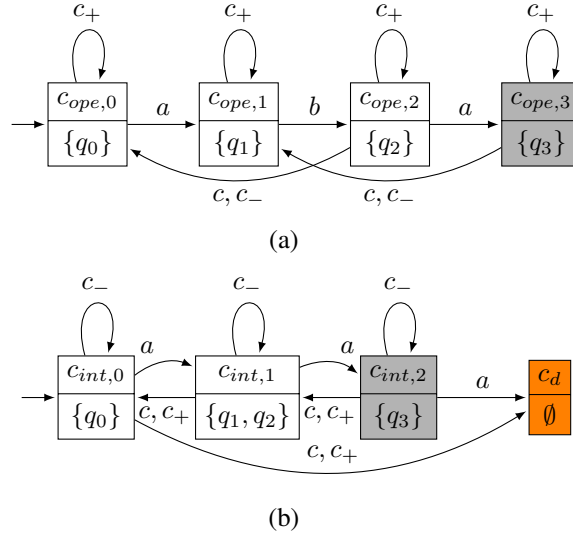 c₊ c₊ c₊ c₊
c_{ope,0} a c_{ope,1} b c_{ope,2} a c_{ope,3}
{q₀} {q₁} {q₂} {q₃}
c, c₋ c, c₋
(a)
c₋ c₋ c₋
a a
c_{int,0} c_{int,1} c_{int,2} a c_d
{q₀} c, c₊ {q₁, q₂} c, c₊ {q₃} ∅
c, c₊
(b)